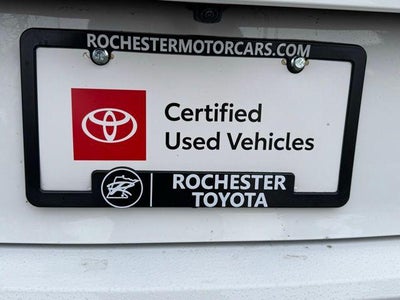 ROCHESTERMOTORCARS.COM
Certified
Used Vehicles
ROCHESTER
TOYOTA